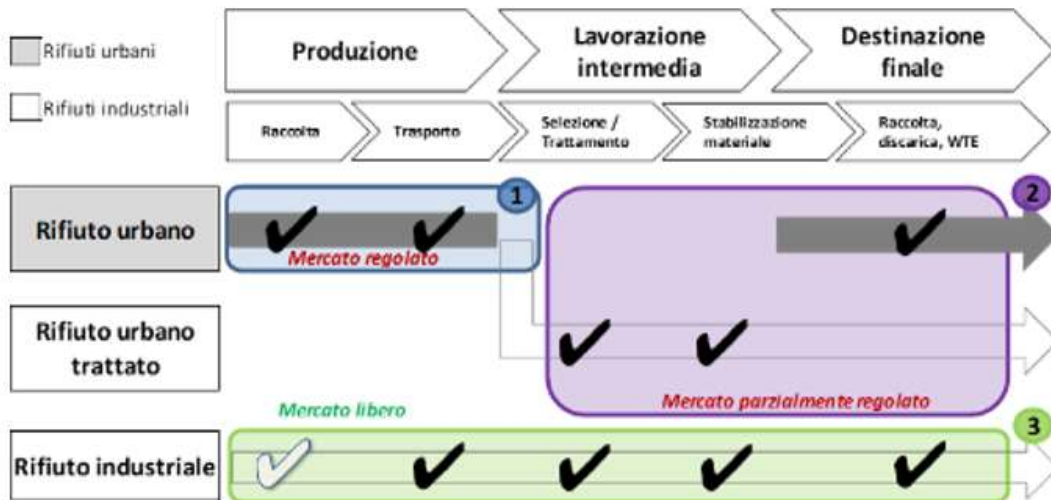 Rifiuti urbani
Rifiuti industriali
Produzione
Lavorazione
intermedia
Destinazione
finale
Raccolta
Trasporto
Selezione /
Trattamento
Stabilizzazione
materiale
Raccolta,
discarica, WTE
Rifiuto urbano
1
Mercato regolato
2
Rifiuto urbano
trattato
Mercato libero
Mercato parzialmente regolato
3
Rifiuto industriale